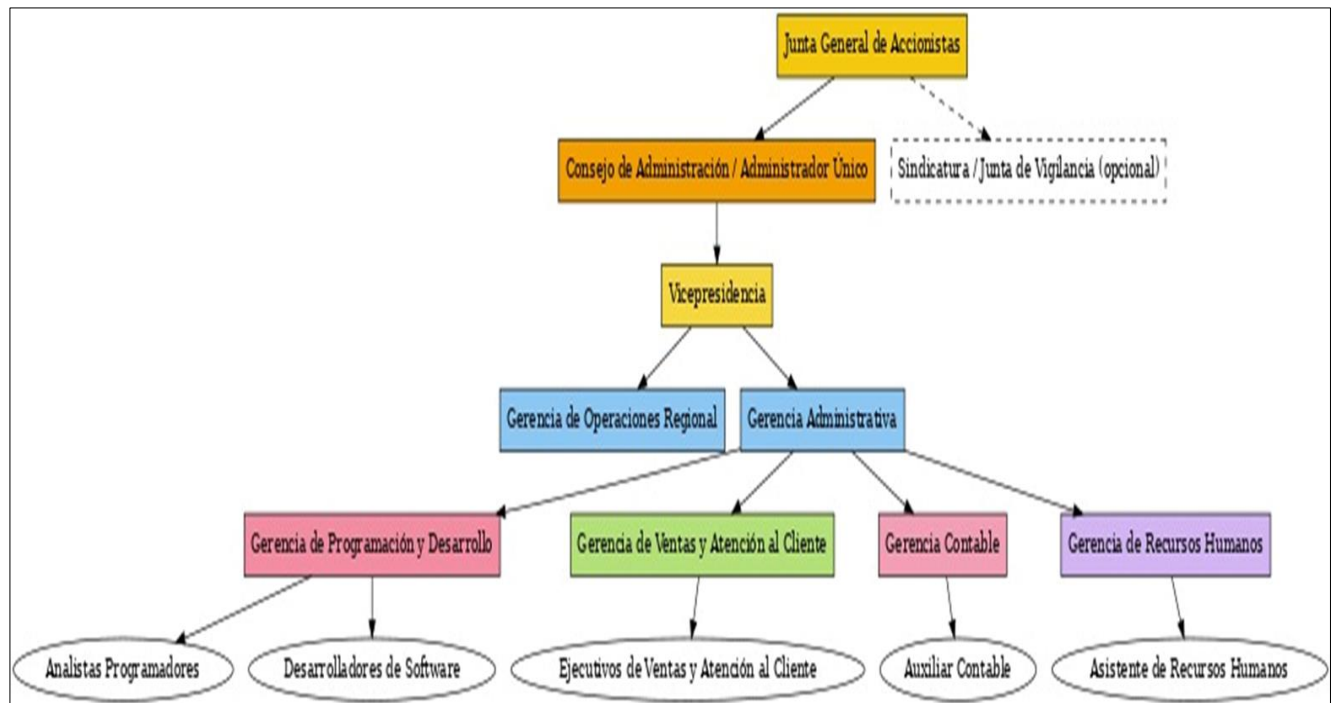 Junta General de Accionistas
Consejo de Administración / Administrador Único
Sindicatura / Junta de Vigilancia (opcional)
Vicepresidencia
Gerencia de Operaciones Regional
Gerencia Administrativa
Gerencia de Programación y Desarrollo
Gerencia de Ventas y Atención al Cliente
Gerencia Contable
Gerencia de Recursos Humanos
Analistas Programadores
Desarrolladores de Software
Ejecutivos de Ventas y Atención al Cliente
Auxiliar Contable
Asistente de Recursos Humanos